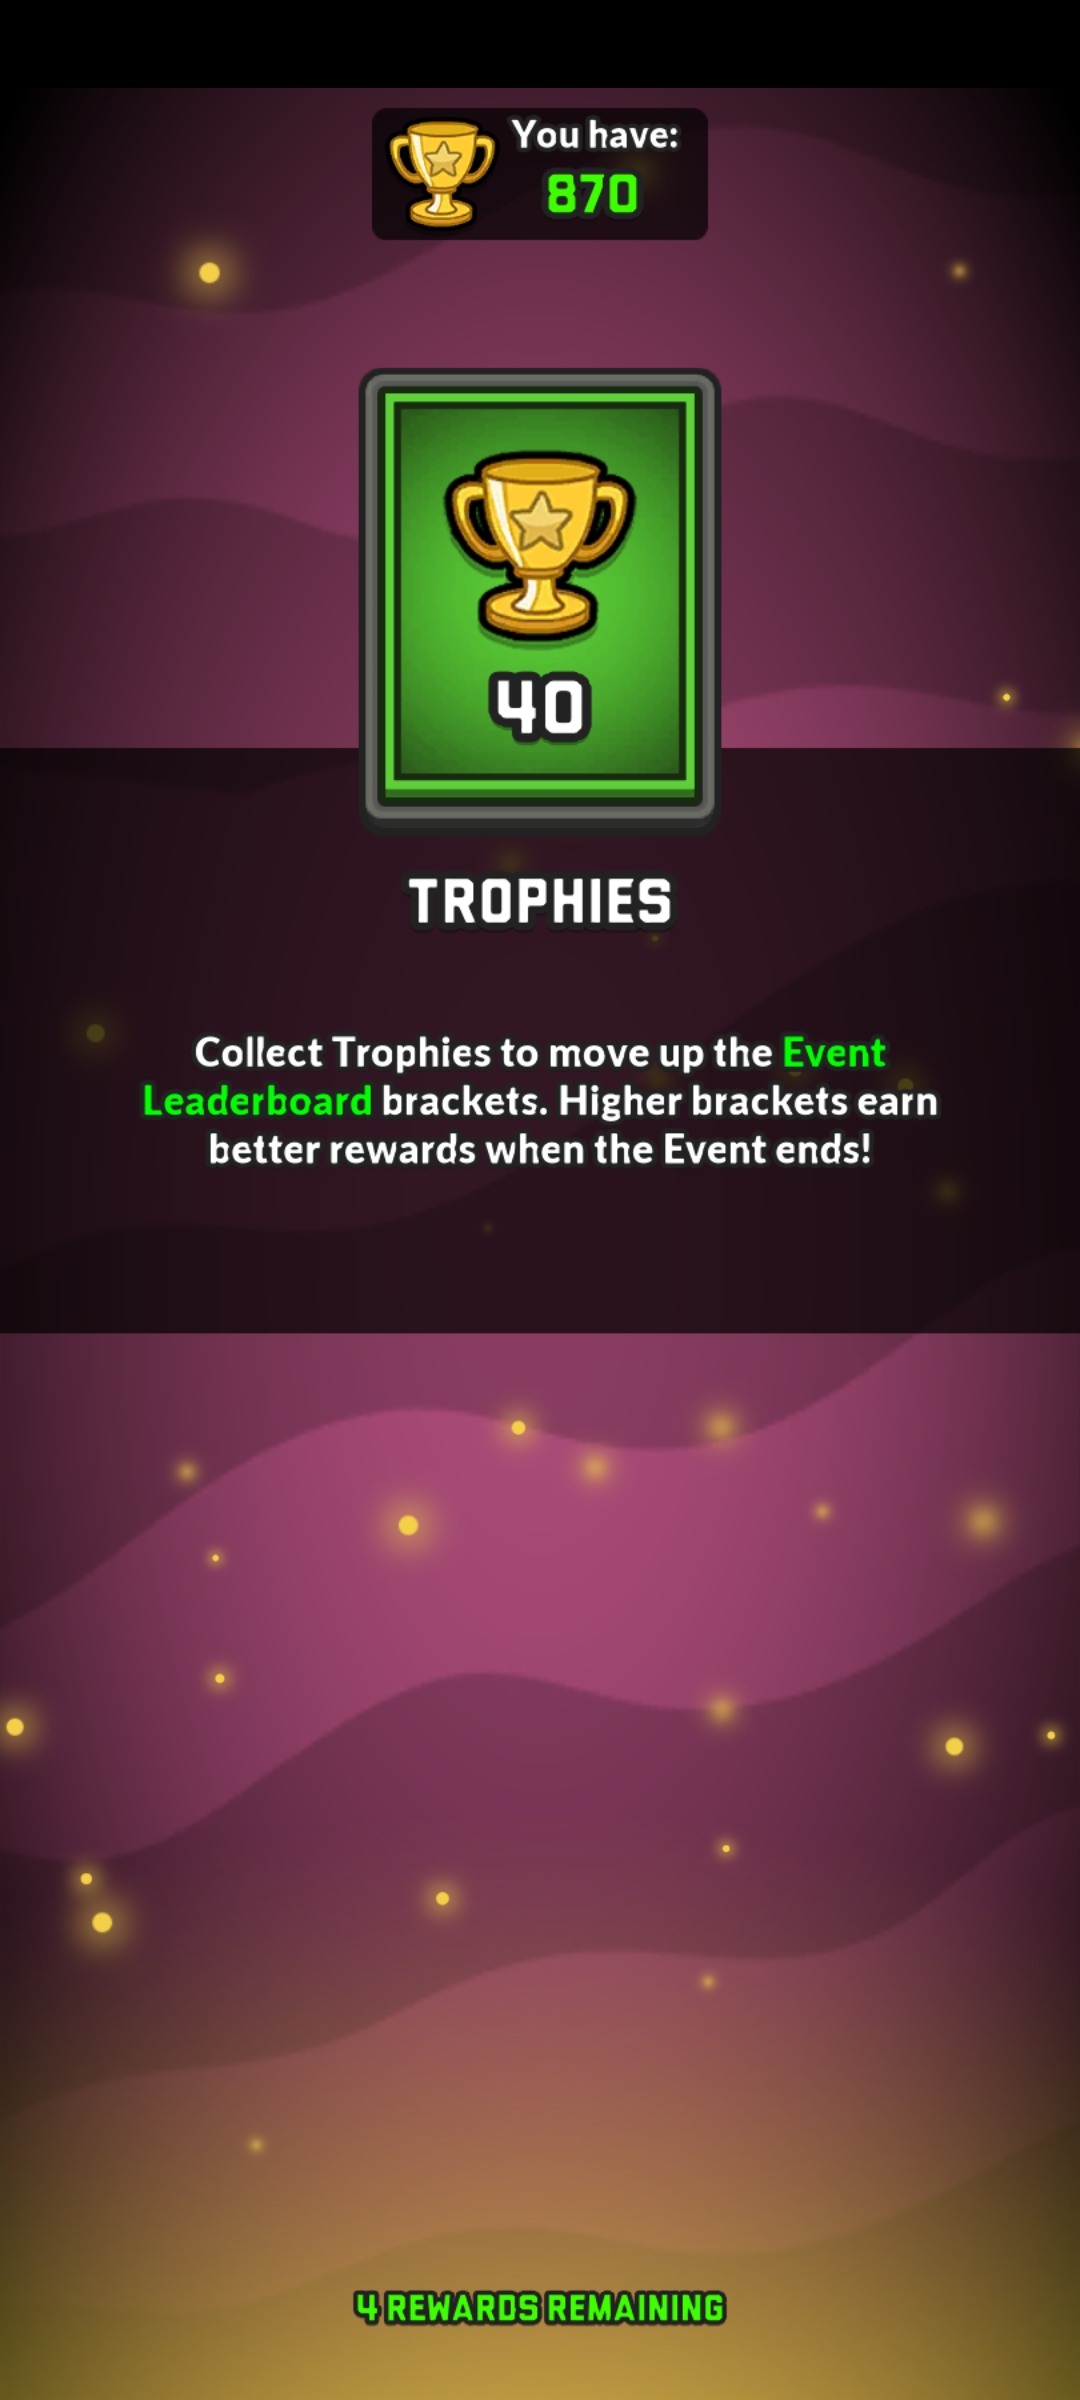 You have:
870
40
TROPHIES
Collect Trophies to move up the Event
Leaderboard brackets. Higher brackets earn
better rewards when the Event ends!
4 REWARDS REMAINING